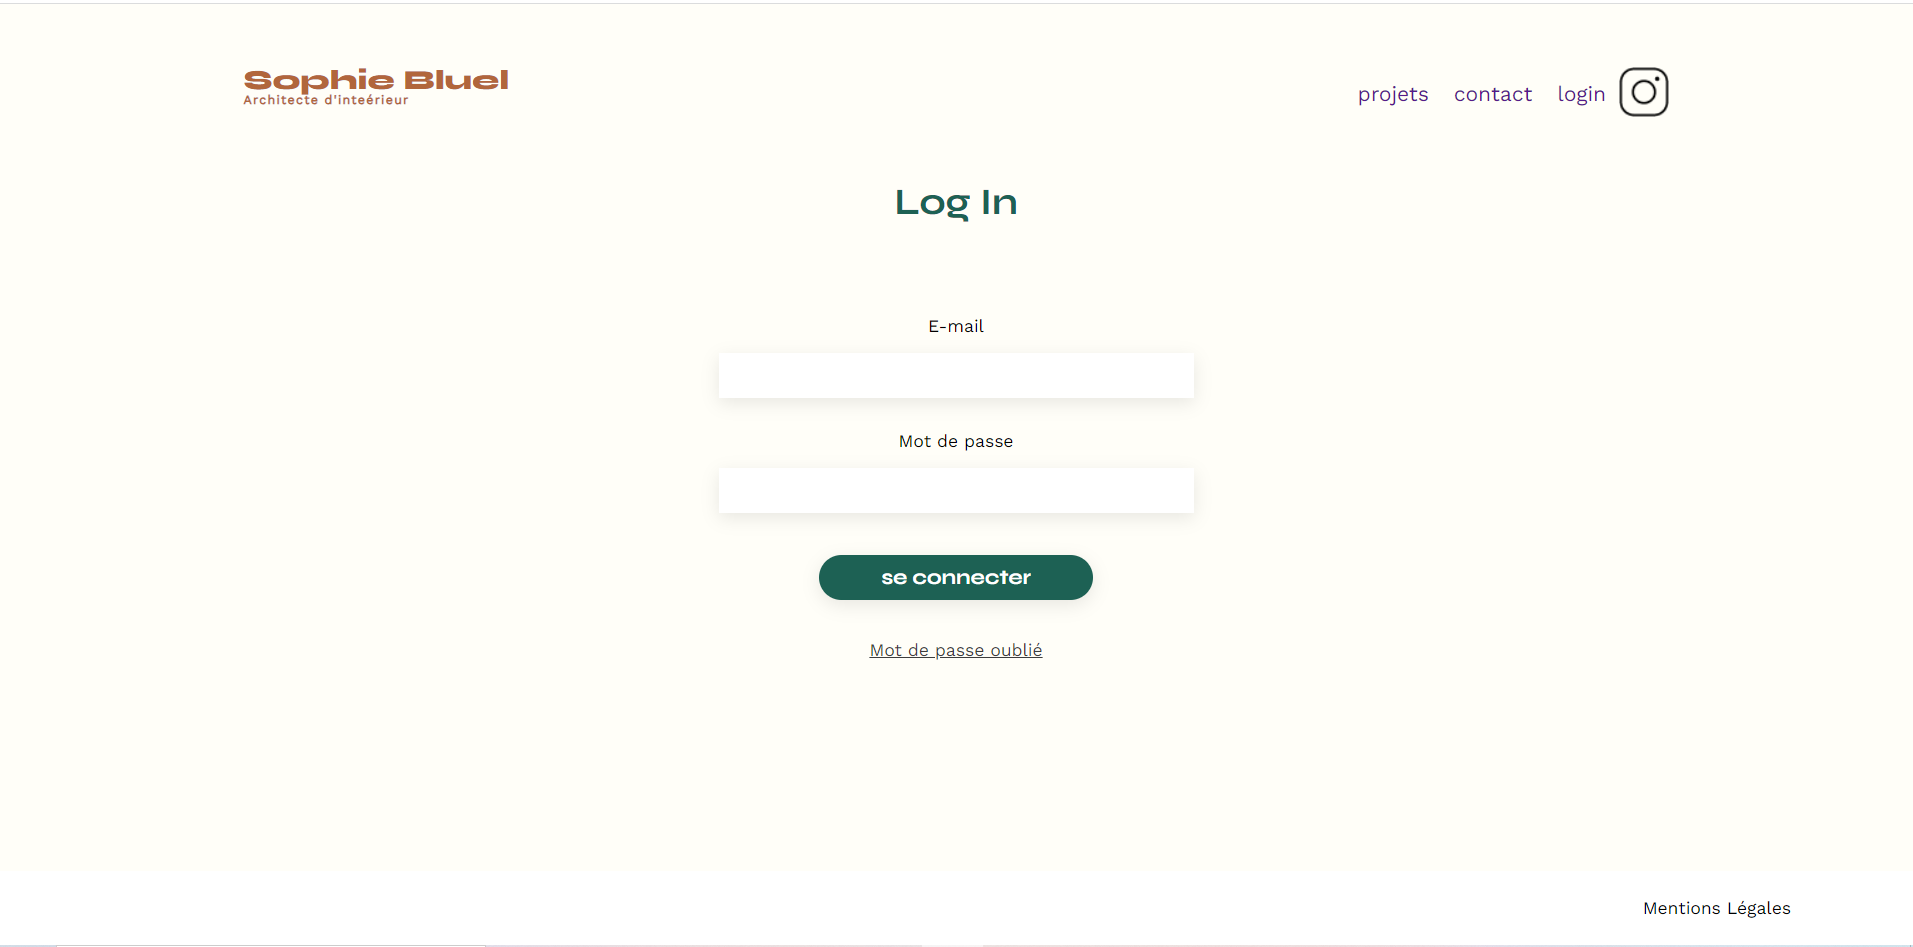 Sophie Bluel
Architecte d'inteérieur
projets contact login
Log In
E-mail
Mot de passe
se connecter
Mot de passe oublié
Mentions Légales